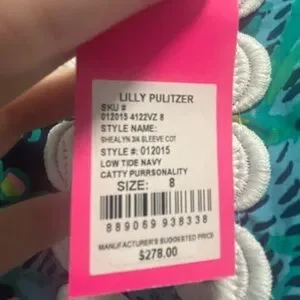 LILLY PULITZER
SKU #
012015 4122VZ 8
STYLE NAME:
SHEALYN 3/4 SLEEVE COT
STYLE #: 012015
LOW TIDE NAVY
CATTY PURRSONALITY
SIZE: 8
889069 938338
MANUFACTURER'S SUGGESTED PRICE
$278.00